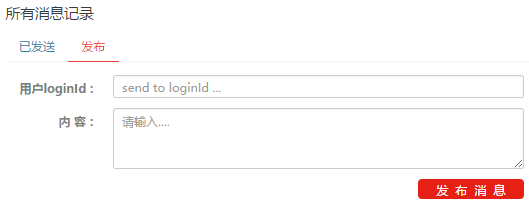 所有消息记录
已发送 发布
用户loginId： send to loginId ...
内 容： 请输入....
发 布 消 息